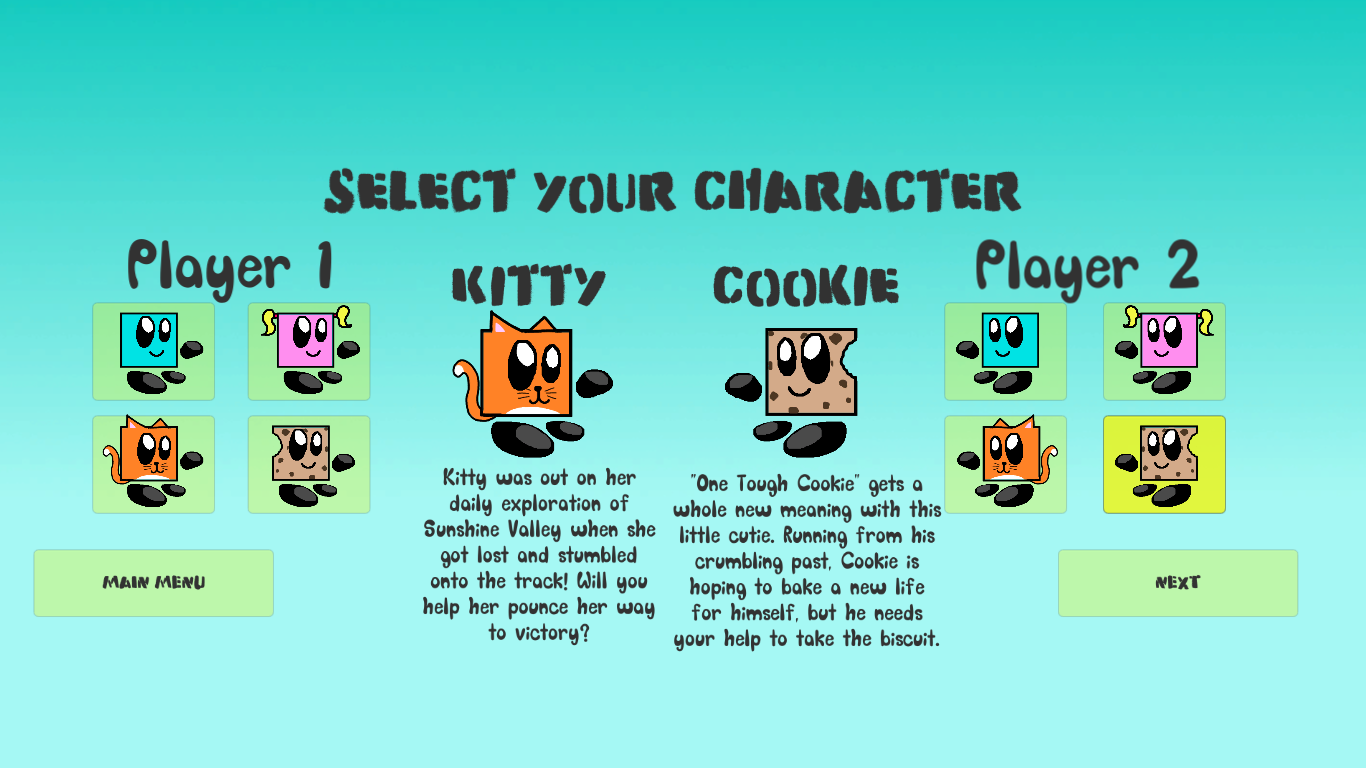 SELECT YOUR CHARACTER
Player 1
Player 2
KITTY
COOKIE
Kitty was out on her
daily exploration of
Sunshine Valley when she
got lost and stumbled
onto the track! Will you
help her pounce her way
to victory?
"One Tough Cookie" gets a
whole new meaning with this
little cutie. Running from his
crumbling past, Cookie is
hoping to bake a new life
for himself, but he needs
your help to take the biscuit.
MAIN MENU
NEXT